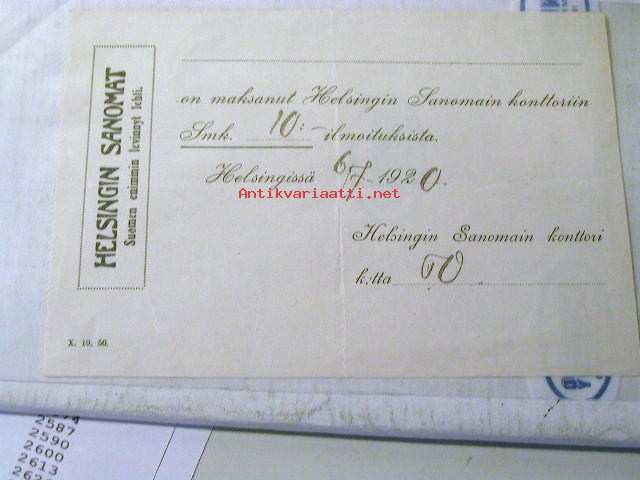 HELSINGIN SANOMAT
Suomen enimmin levinnyt lehti.
on maksanut Helsingin Sanomain konttoriin
Smk. 10:- ilmoituksista.
Helsingissä 6/7-1920.
Antikvariaatti.net
Helsingin Sanomain konttori
k:tta
X. 19. 50.
2587
2590
2600
2613